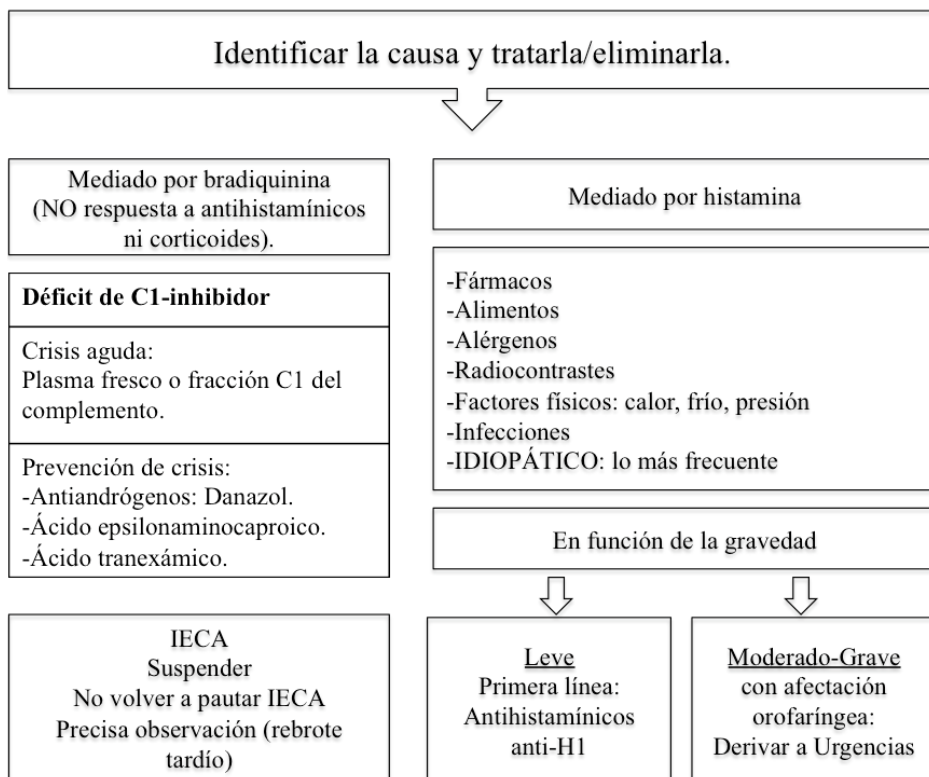 Identificar la causa y tratarla/eliminarla.
Mediado por bradiquinina
(NO respuesta a antihistamínicos
ni corticoides).
Déficit de C1-inhibidor
Crisis aguda:
Plasma fresco o fracción C1 del
complemento.
Prevención de crisis:
-Antiandrógenos: Danazol.
-Ácido epsilonaminocaproico.
-Ácido tranexámico.
IECA
Suspender
No volver a pautar IECA
Precisa observación (rebrote
tardío)
Mediado por histamina
-Fármacos
-Alimentos
-Alérgenos
-Radiocontrastes
-Factores físicos: calor, frío, presión
-Infecciones
-IDIOPÁTICO: lo más frecuente
En función de la gravedad
Leve
Primera línea:
Antihistamínicos
anti-H1
Moderado-Grave
con afectación
orofaríngea:
Derivar a Urgencias